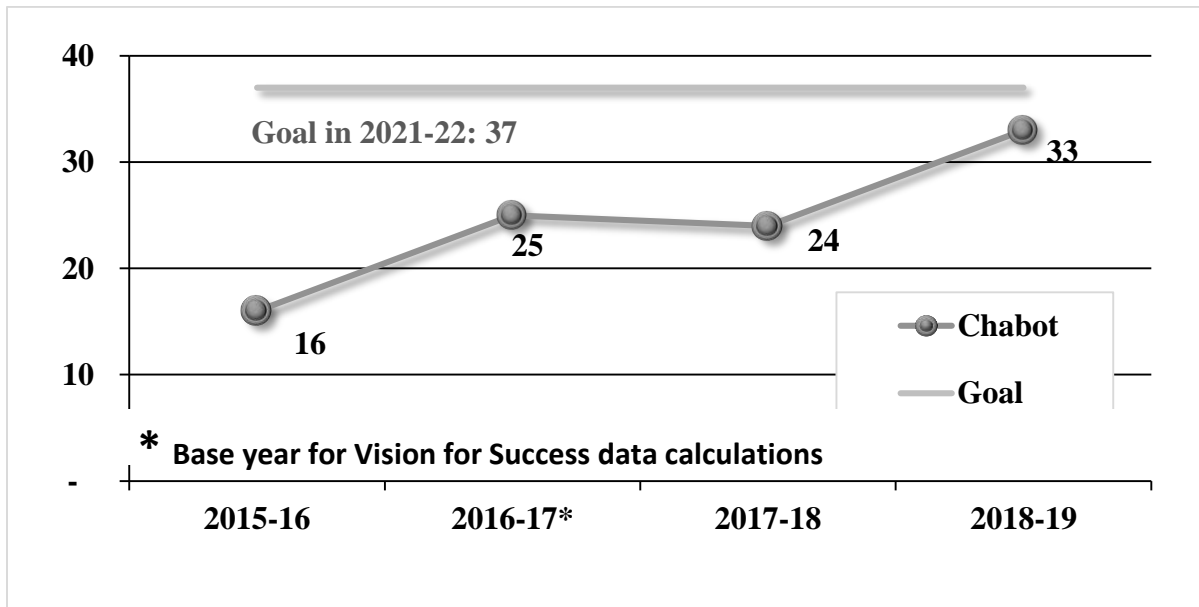 40
Goal in 2021-22: 37
30
33
25
24
20
16
Chabot
10
Goal
* Base year for Vision for Success data calculations
-
2015-16 2016-17* 2017-18 2018-19